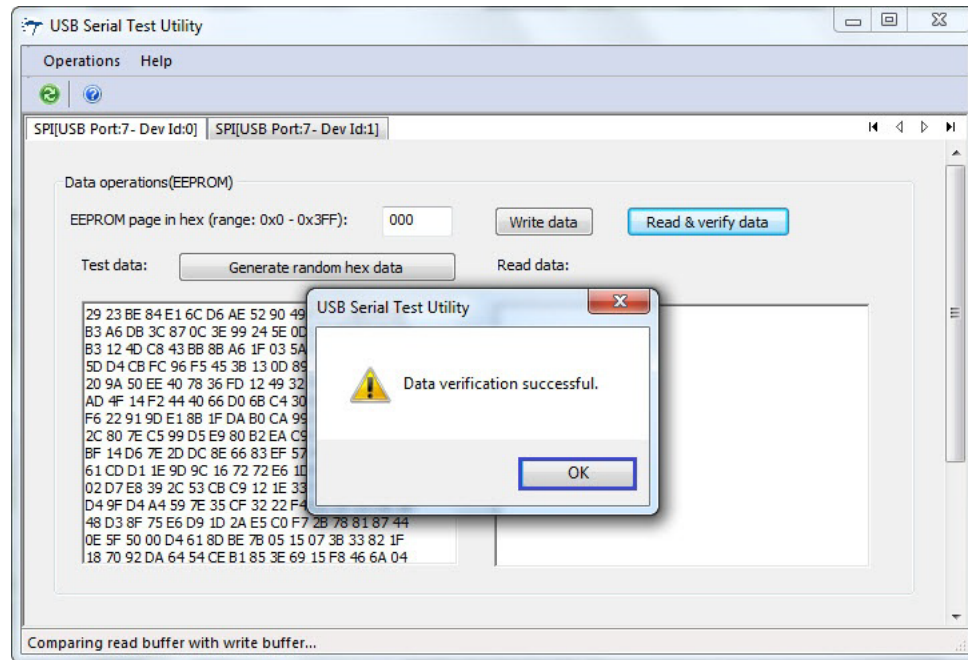 USB Serial Test Utility
Operations Help
SPI[USB Port:7- Dev Id:0] SPI[USB Port:7- Dev Id:1]
Data operations(EEPROM)
EEPROM page in hex (range: 0x0 - 0x3FF): 000 Write data Read & verify data
Test data: Generate random hex data Read data:
USB Serial Test Utility
Data verification successful.
OK
29 23 BE 84 E1 6C D6 AE 52 90 49
B3 A6 DB 3C 87 0C 3E 99 24 5E 0D
B3 12 4D C8 43 BB 8B A6 1F 03 5A
5D D4 CB FC 96 F5 45 3B 13 0D 89
20 9A 50 EE 40 78 36 FD 12 49 32
AD 4F 14 F2 44 40 66 D0 6B C4 30
F6 22 91 9D E1 8B 1F DA B0 CA 99
2C 80 7E C5 99 D5 E9 80 B2 EA C9
BF 14 D6 7E 2D DC 8E 66 83 EF 57
61 CD D1 1E 9D 9C 16 72 72 E6 1D
02 D7 E8 39 2C 53 CB C9 12 1E 33
D4 9F D4 A4 59 7E 35 CF 32 22 F4
48 D3 8F 75 E6 D9 1D 2A E5 C0 F7 2B 78 81 87 44
0E 5F 50 00 D4 61 8D BE 7B 05 15 07 3B 33 82 1F
18 70 92 DA 64 54 CE B1 85 3E 69 15 F8 46 6A 04
Comparing read buffer with write buffer...